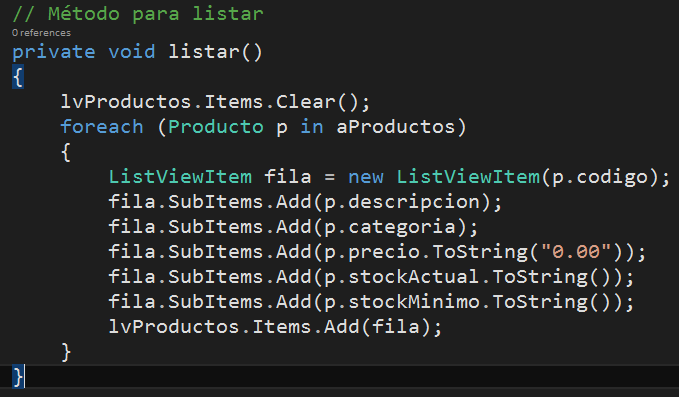 // Método para listar
0 references
private void listar()
{
lvProductos.Items.Clear();
foreach (Producto p in aProductos)
{
ListViewItem fila = new ListViewItem(p.codigo);
fila.SubItems.Add(p.descripcion);
fila.SubItems.Add(p.categoria);
fila.SubItems.Add(p.precio.ToString("0.00"));
fila.SubItems.Add(p.stockActual.ToString());
fila.SubItems.Add(p.stockMinimo.ToString());
lvProductos.Items.Add(fila);
}
}